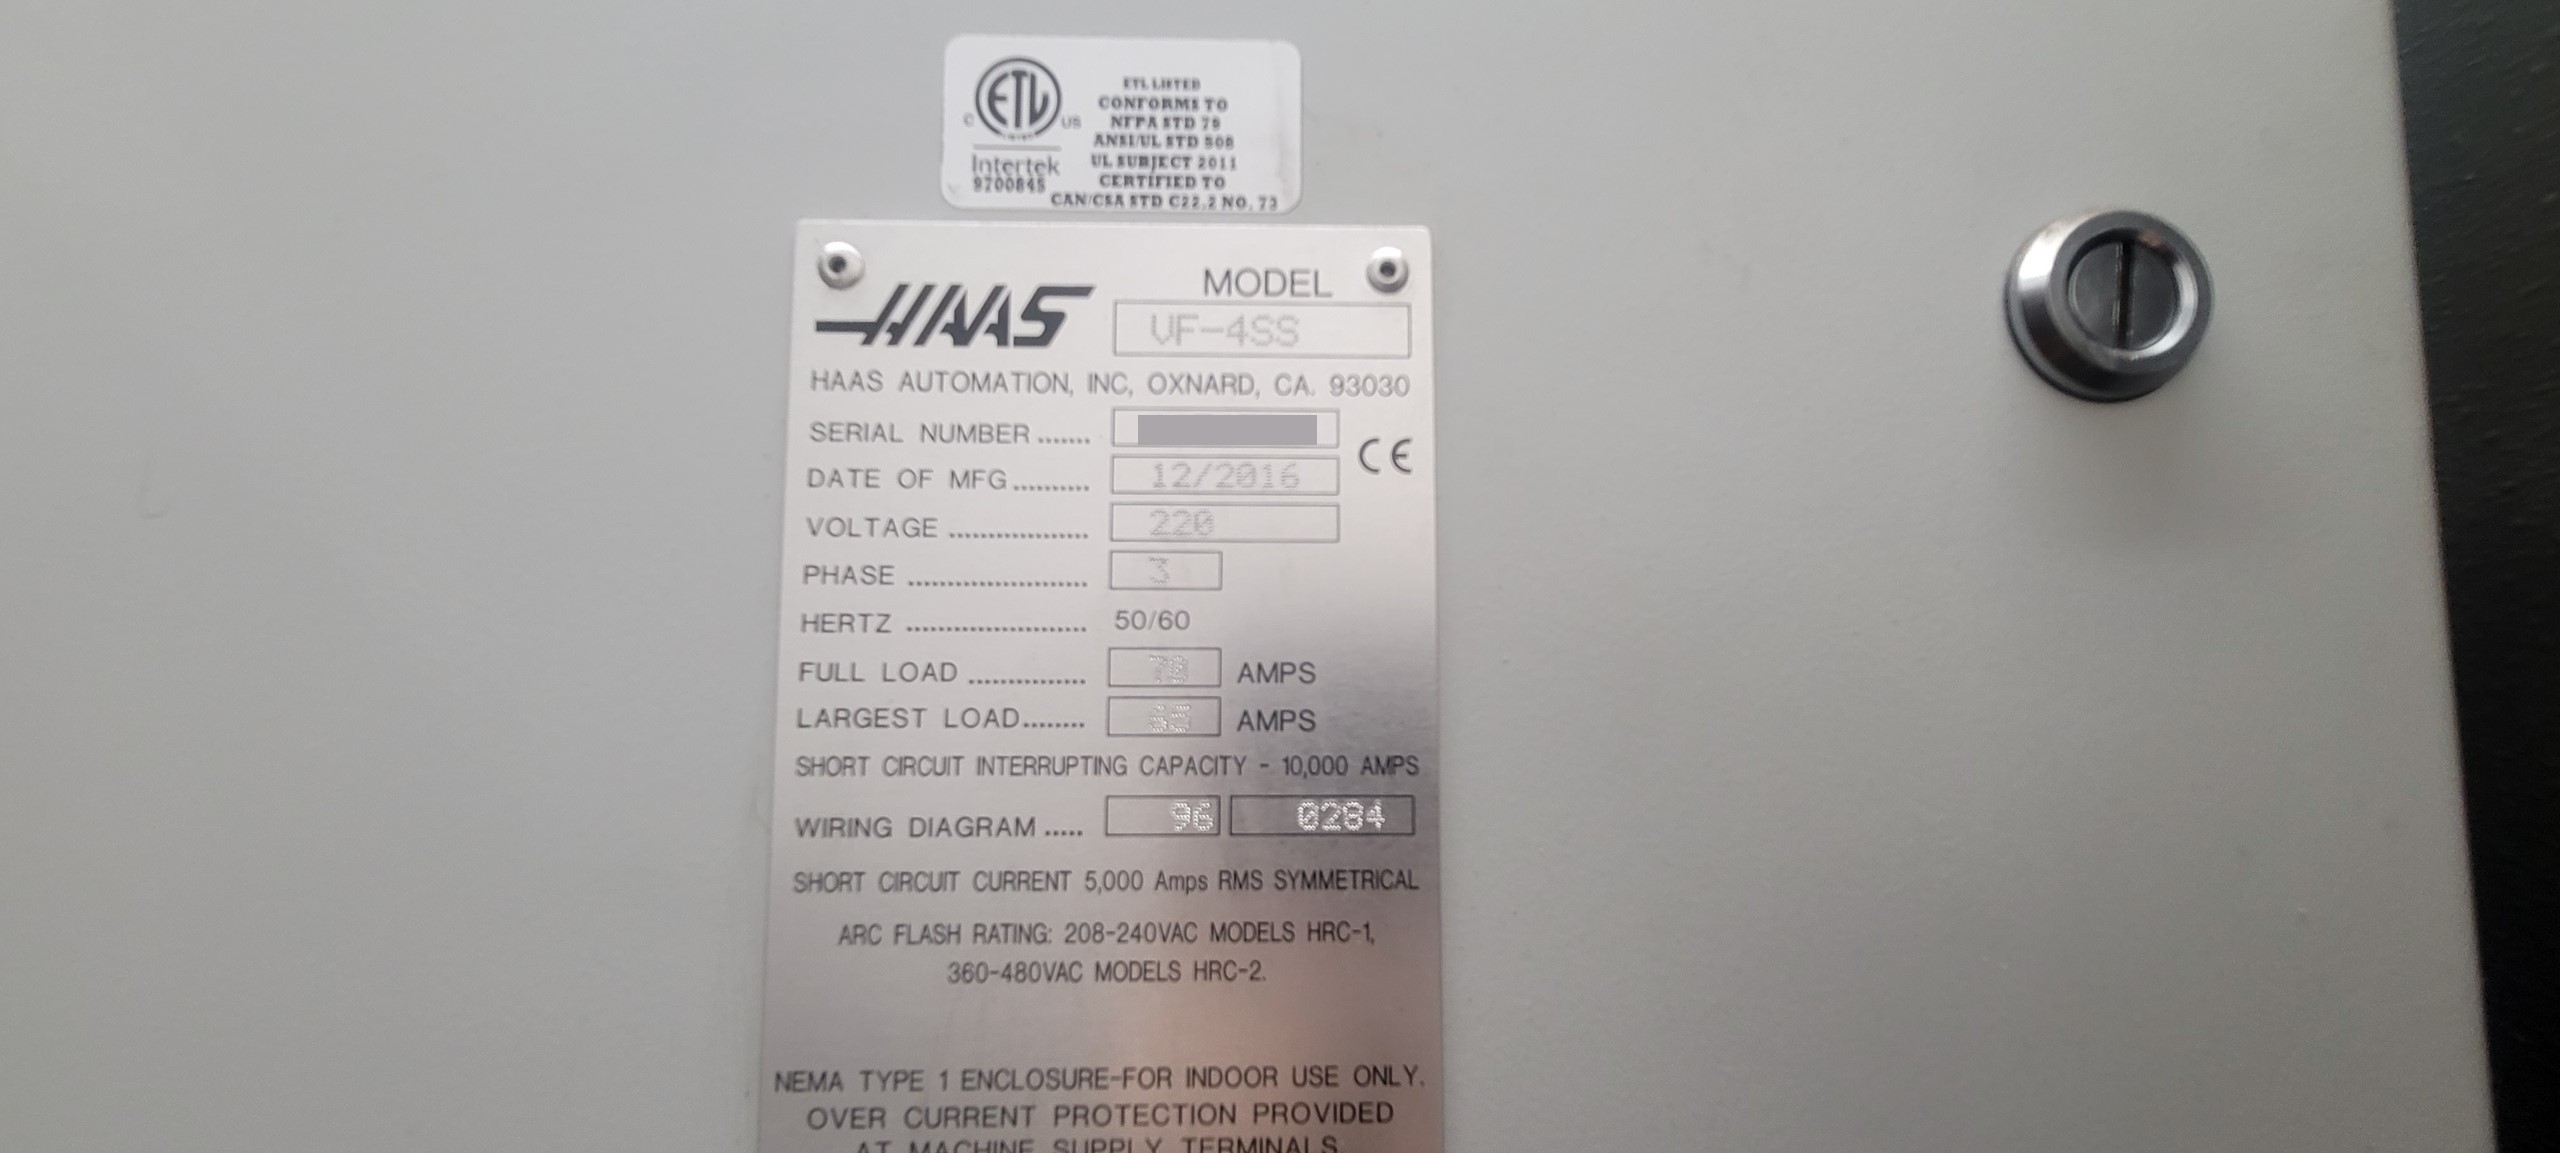 ETL
C US
Intertek
9700845
ETL LISTED
CONFORMS TO
NFPA STD 79
ANSI/UL STD 508
UL SUBJECT 2011
CERTIFIED TO
CAN/CSA STD C22.2 NO. 73
HAAS
MODEL
VF-4SS
HAAS AUTOMATION, INC, OXNARD, CA. 93030
SERIAL NUMBER .......
CE
DATE OF MFG.......... 12/2016
VOLTAGE .................. 220
PHASE ....................... 3
HERTZ ....................... 50/60
FULL LOAD ............... 70 AMPS
LARGEST LOAD........ AMPS
SHORT CIRCUIT INTERRUPTING CAPACITY - 10,000 AMPS
WIRING DIAGRAM ..... 96 0284
SHORT CIRCUIT CURRENT 5,000 Amps RMS SYMMETRICAL
ARC FLASH RATING: 208-240VAC MODELS HRC-1,
360-480VAC MODELS HRC-2.
NEMA TYPE 1 ENCLOSURE-FOR INDOOR USE ONLY.
OVER CURRENT PROTECTION PROVIDED
AT MACHINE SUPPLY TERMINALS.